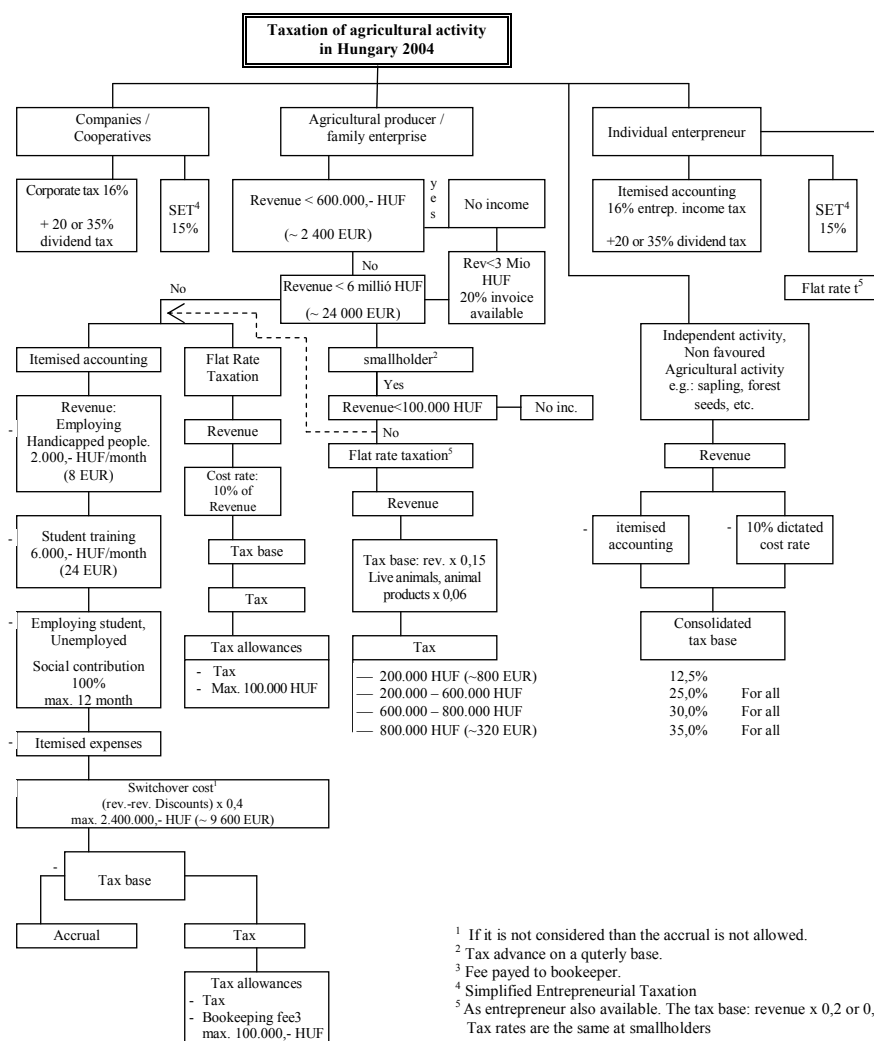 Taxation of agricultural activity
in Hungary 2004
Companies /
Cooperatives
Agricultural producer /
family enterprise
Individual enterpreneur
Corporate tax 16%
+ 20 or 35%
dividend tax
SET4
15%
Revenue < 600.000,- HUF
(~ 2 400 EUR)
yes
No income
Itemised accounting
16% entrep. income tax
+20 or 35% dividend tax
SET4
15%
No
Rev<3 Mio
HUF
20% invoice
available
Flat rate t5
No
Revenue < 6 millió HUF
(~ 24 000 EUR)
Itemised accounting
Flat Rate
Taxation
smallholder2
Independent activity,
Non favoured
Agricultural activity
e.g.: sapling, forest
seeds, etc.
Yes
- Revenue:
Employing
Handicapped people.
2.000,- HUF/month
(8 EUR)
Revenue
Revenue<100.000 HUF
No inc.
No
Flat rate taxation5
Revenue
Cost rate:
10% of
Revenue
Revenue
- Student training
6.000,- HUF/month
(24 EUR)
Tax base
Tax base: rev. x 0,15
Live animals, animal
products x 0,06
- itemised
accounting
- 10% dictated
cost rate
Tax
- Employing student,
Unemployed
Social contribution
100%
max. 12 month
Tax allowances
- Tax
- Max. 100.000 HUF
Tax
Consolidated
tax base
— 200.000 HUF (~800 EUR) 12,5%
— 200.000 – 600.000 HUF 25,0% For all
— 600.000 – 800.000 HUF 30,0% For all
— 800.000 HUF (~320 EUR) 35,0% For all
- Itemised expenses
Switchover cost1
(rev.-rev. Discounts) x 0,4
max. 2.400.000,- HUF (~ 9 600 EUR)
- Tax base
Accrual
Tax
Tax allowances
- Tax
- Bookeeping fee3
max. 100.000,- HUF
1 If it is not considered than the accrual is not allowed.
2 Tax advance on a quterly base.
3 Fee payed to bookeeper.
4 Simplified Entrepreneurial Taxation
5 As entrepreneur also available. The tax base: revenue x 0,2 or 0,
Tax rates are the same at smallholders